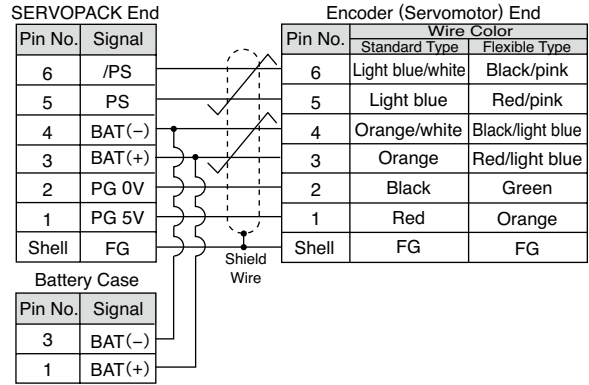 SERVOPACK End
Pin No. Signal
6 /PS
5 PS
4 BAT(−)
3 BAT(+)
2 PG 0V
1 PG 5V
Shell FG
Encoder (Servomotor) End
Pin No. Wire Color
Standard Type Flexible Type
6 Light blue/white Black/pink
5 Light blue Red/pink
4 Orange/white Black/light blue
3 Orange Red/light blue
2 Black Green
1 Red Orange
Shell FG FG
Shield
Wire
Battery Case
Pin No. Signal
3 BAT(−)
1 BAT(+)